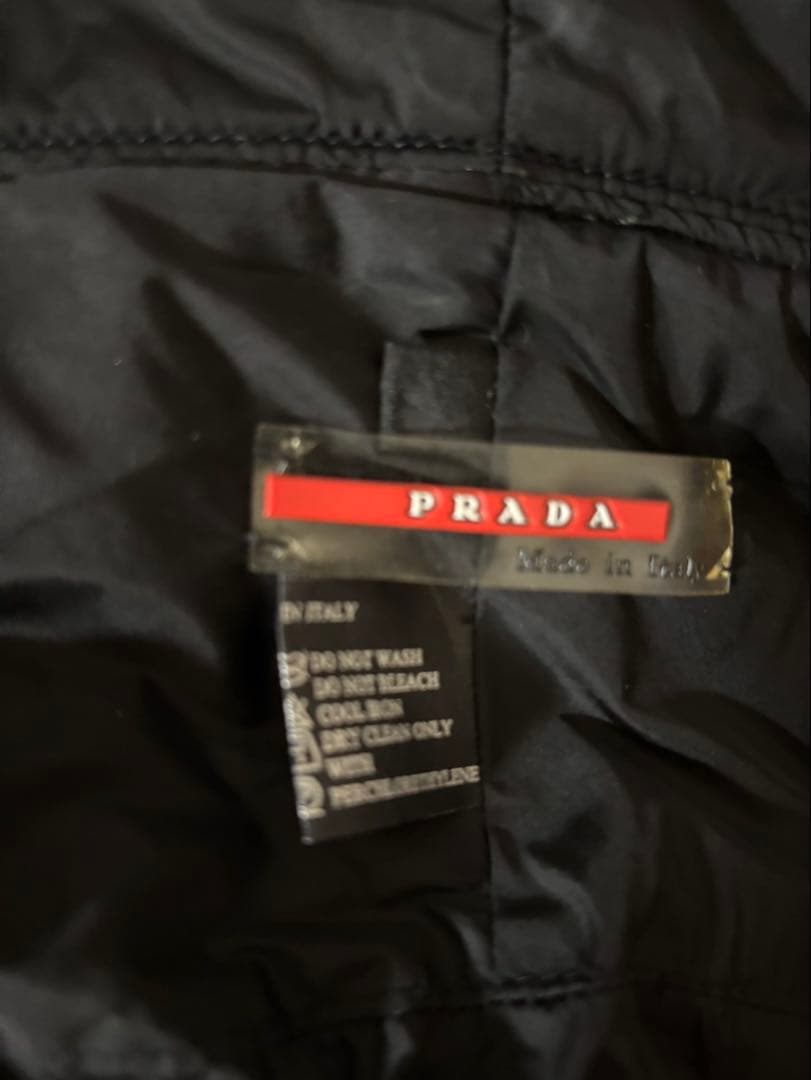 PRADA
Made in Italy
IN ITALY
DO NOT WASH
DO NOT BLEACH
COOL IRON
DRY CLEAN ONLY
WITH
PERCHLORETHYLENE